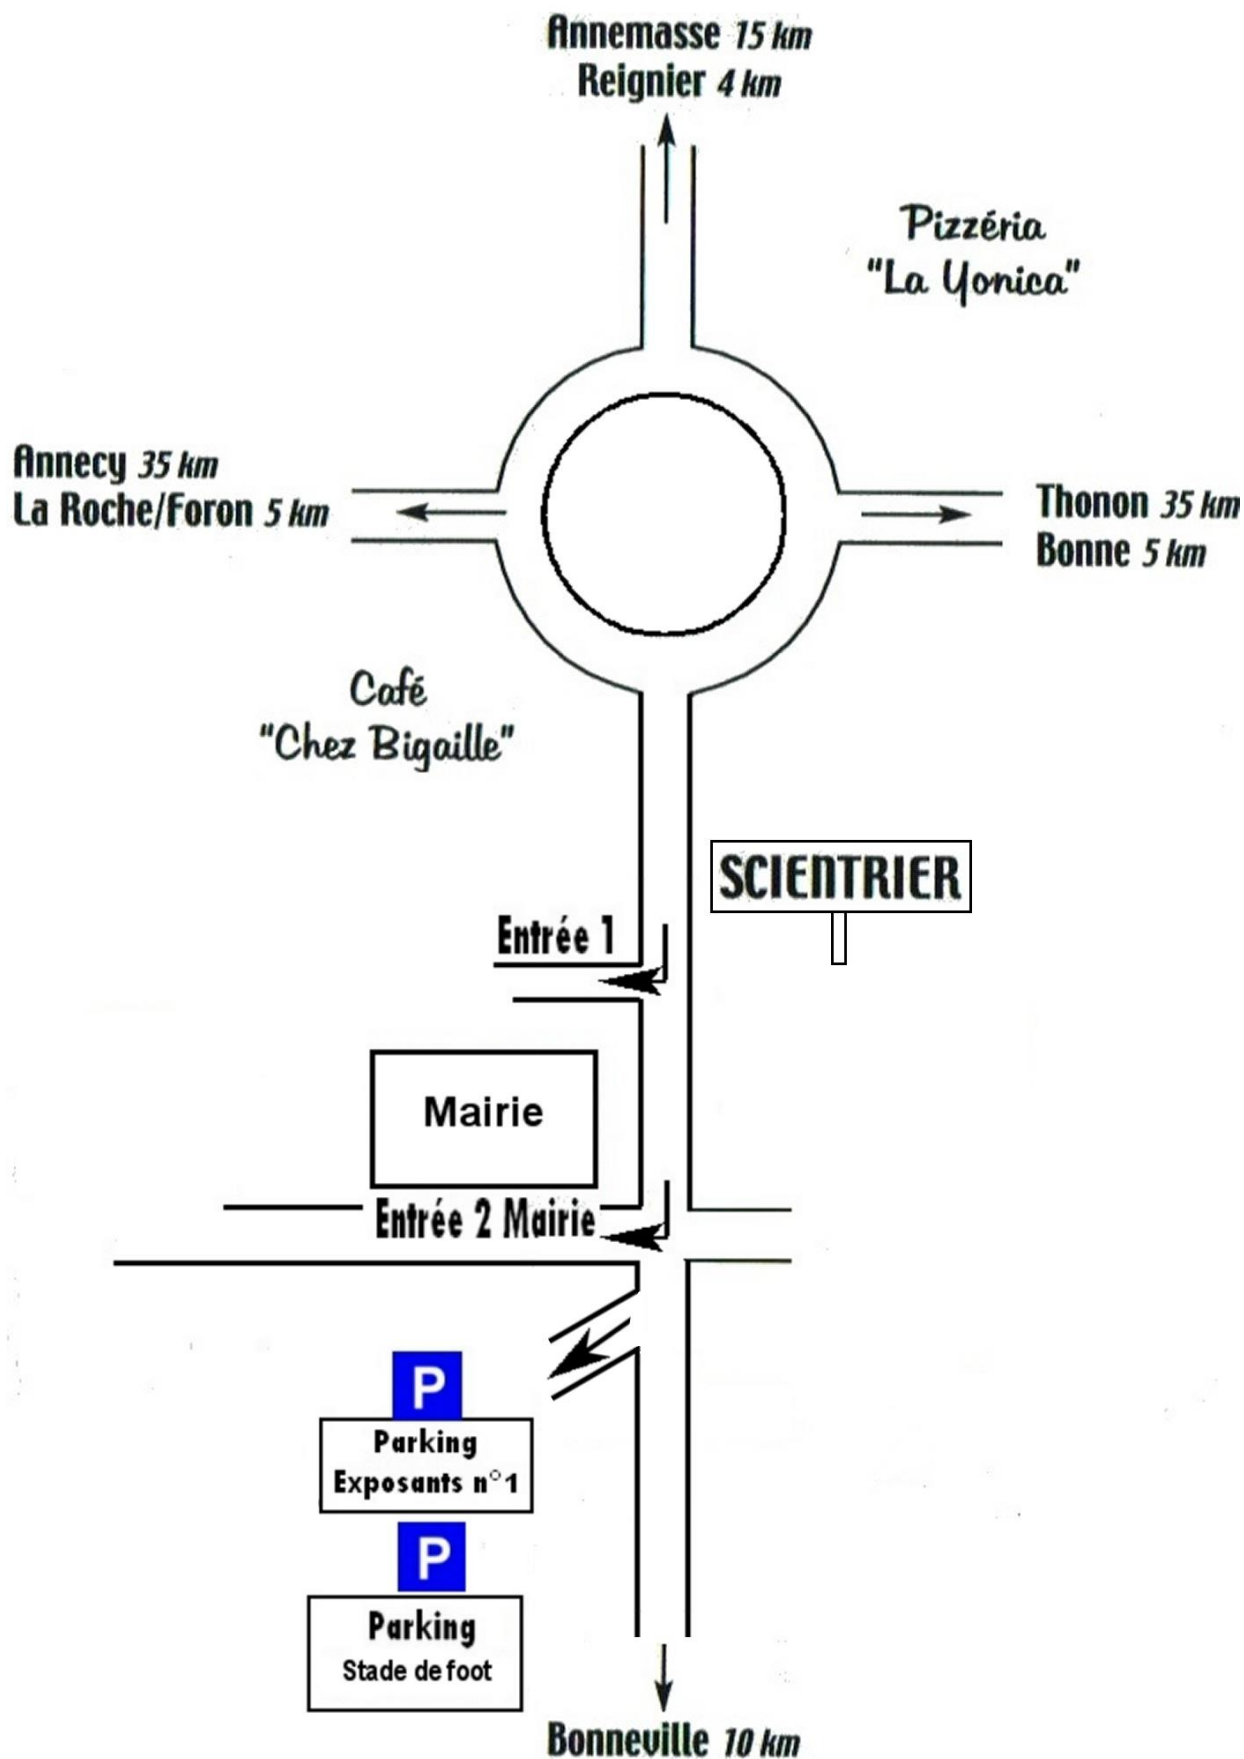 Annemasse 15 km
Reignier 4 km
Pizzéria
"La Yonica"
Annecy 35 km
La Roche/Foron 5 km
Thonon 35 km
Bonne 5 km
Café
"Chez Bigaille"
SCIENTRIER
Entrée 1
Mairie
Entrée 2 Mairie
P
Parking
Exposants n°1
P
Parking
Stade de foot
Bonneville 10 km